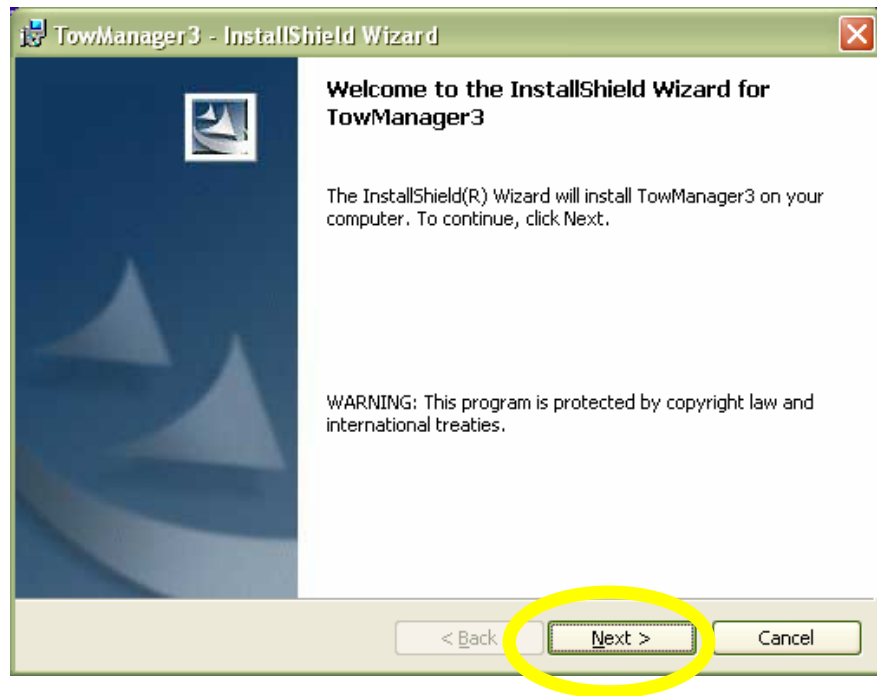 TowManager3 - InstallShield Wizard
Welcome to the InstallShield Wizard for
TowManager3
The InstallShield(R) Wizard will install TowManager3 on your
computer. To continue, click Next.
WARNING: This program is protected by copyright law and
international treaties.
< Back Next > Cancel